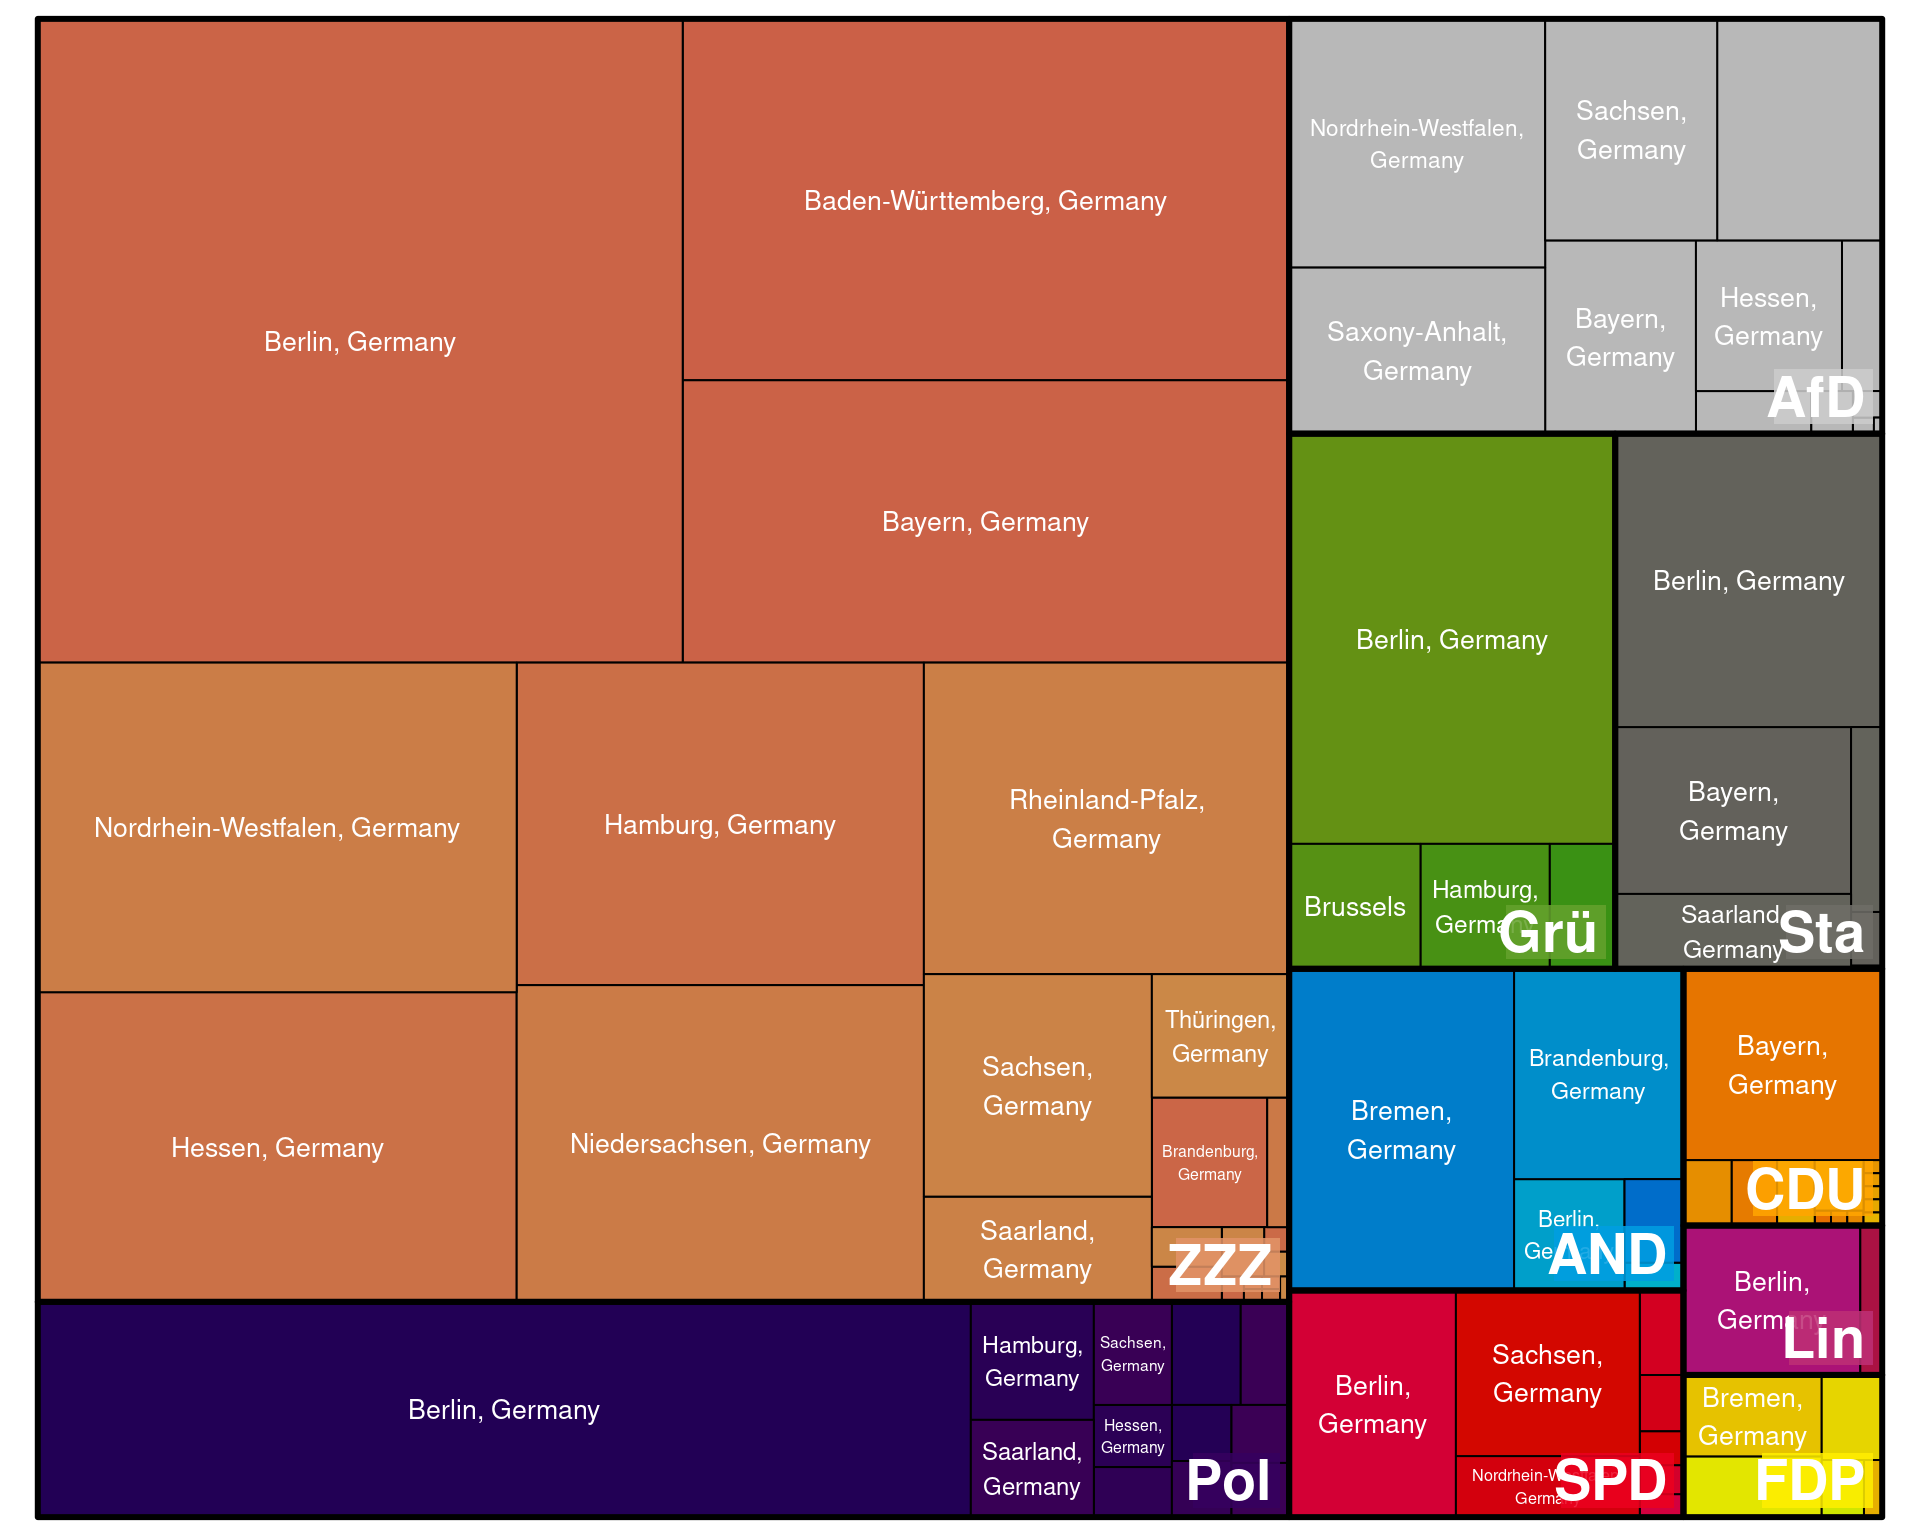 Berlin, Germany
Baden-Württemberg, Germany
Bayern, Germany
Nordrhein-Westfalen, Germany
Hamburg, Germany
Rheinland-Pfalz,
Germany
Hessen, Germany
Niedersachsen, Germany
Sachsen,
Germany
Thüringen,
Germany
Brandenburg,
Germany
Saarland,
Germany
ZZZ
Berlin, Germany
Hamburg,
Germany
Saarland,
Germany
Sachsen,
Germany
Hessen,
Germany
Pol
Nordrhein-Westfalen,
Germany
Sachsen,
Germany
Saxony-Anhalt,
Germany
Bayern,
Germany
Hessen,
Germany
AfD
Berlin, Germany
Brussels
Hamburg,
Germany
Grü
Berlin, Germany
Bayern,
Germany
Saarland,
Germany
Sta
Bremen,
Germany
Brandenburg,
Germany
Berlin,
Germany
AND
Bayern,
Germany
CDU
Berlin,
Germany
Lin
Berlin,
Germany
Sachsen,
Germany
Nordrhein-Westfalen,
Germany
SPD
Bremen,
Germany
FDP